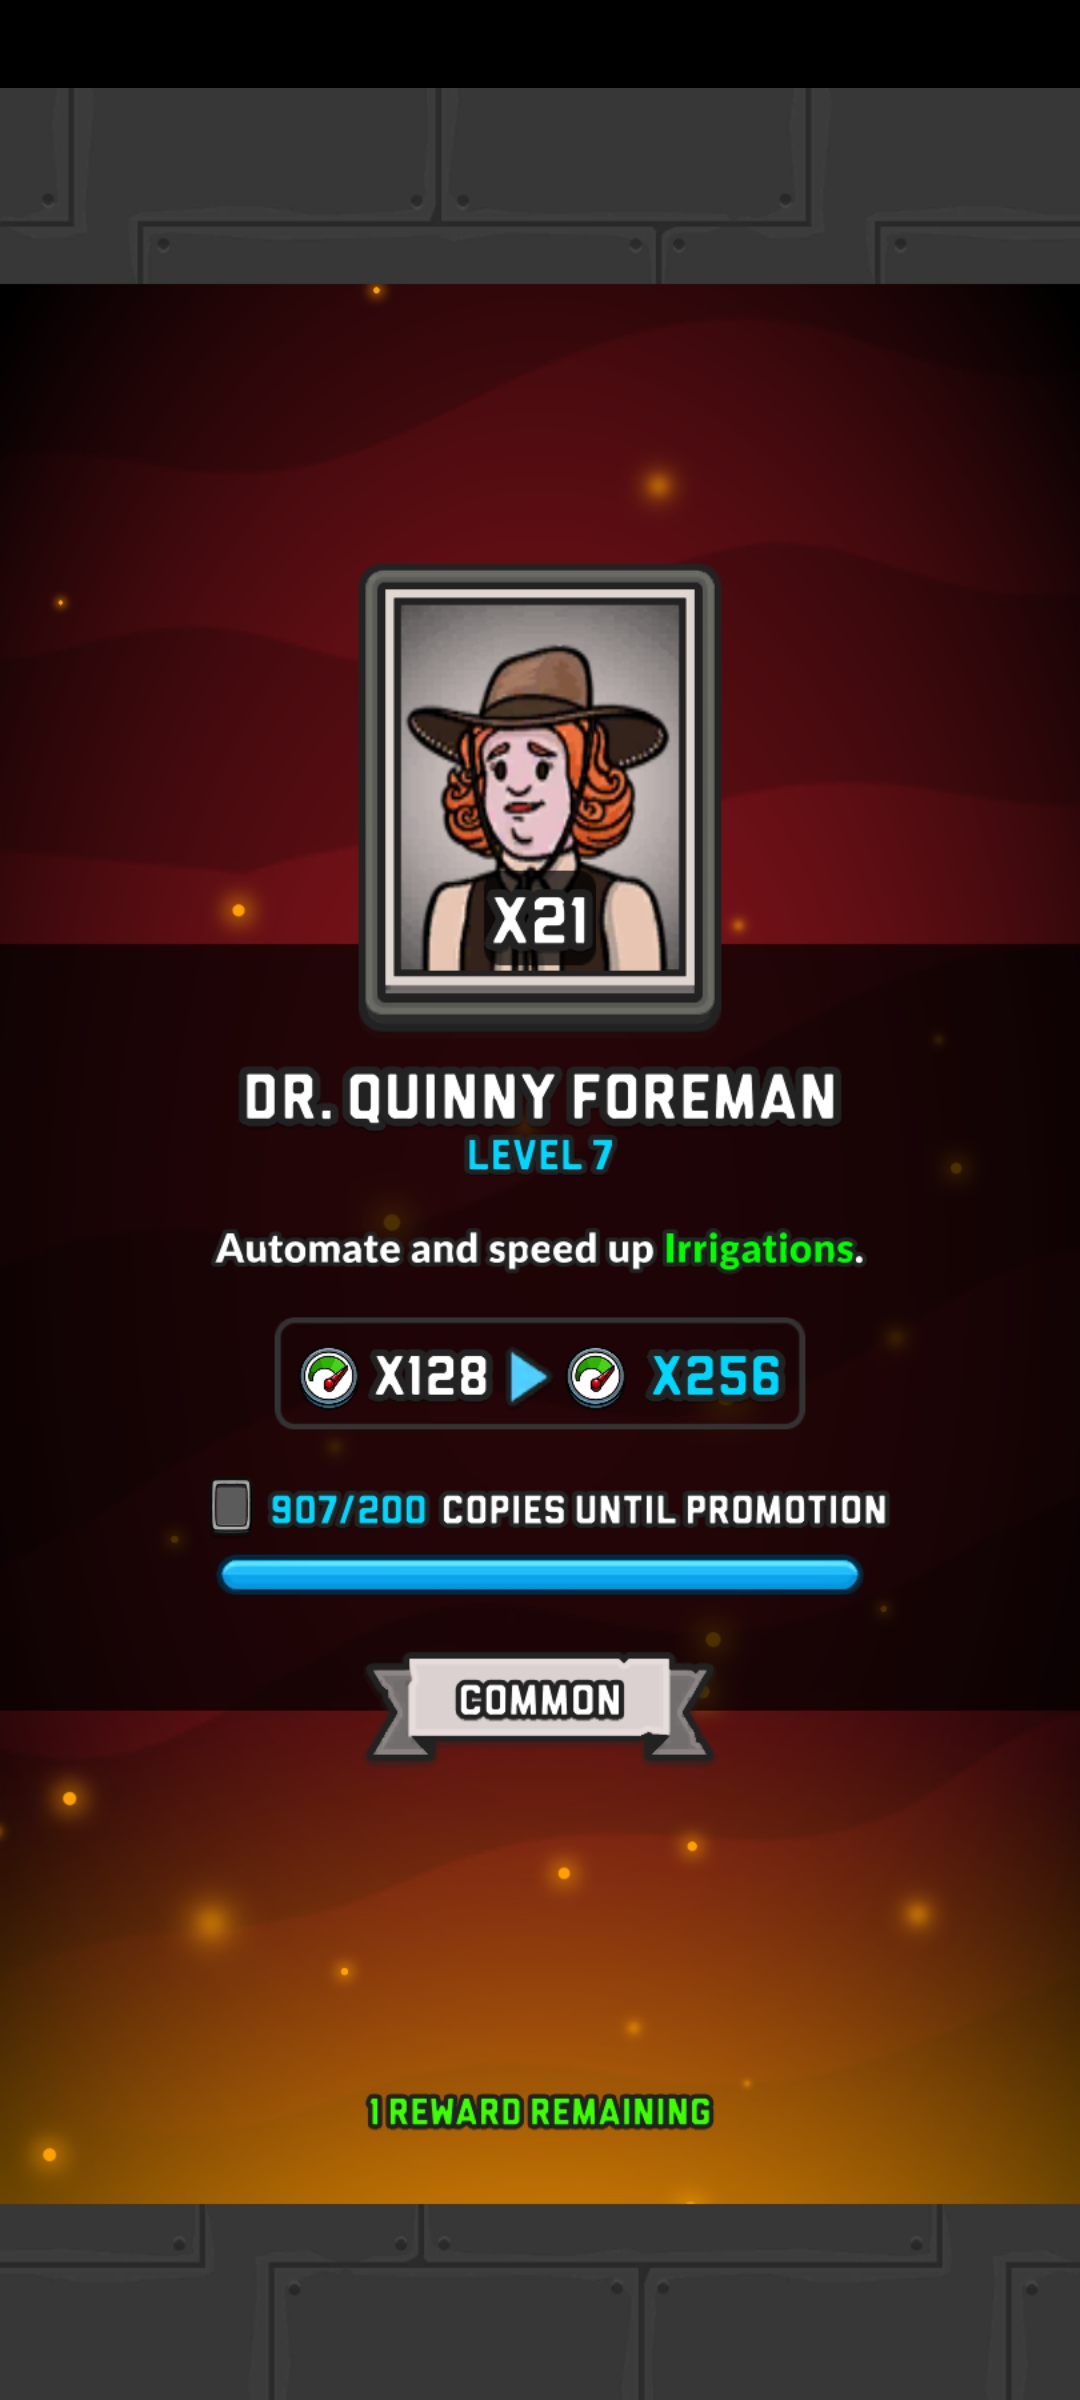 X21
DR. QUINNY FOREMAN
LEVEL 7
Automate and speed up Irrigations.
X128 X256
907/200 COPIES UNTIL PROMOTION
COMMON
1 REWARD REMAINING